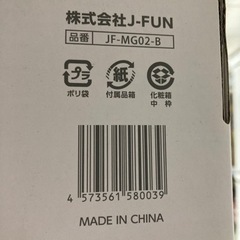 株式会社J-FUN
品番 JF-MG02-B
プラ 紙
ポリ袋 付属品箱 化粧箱
中 枠
4 573561 580039
MADE IN CHINA